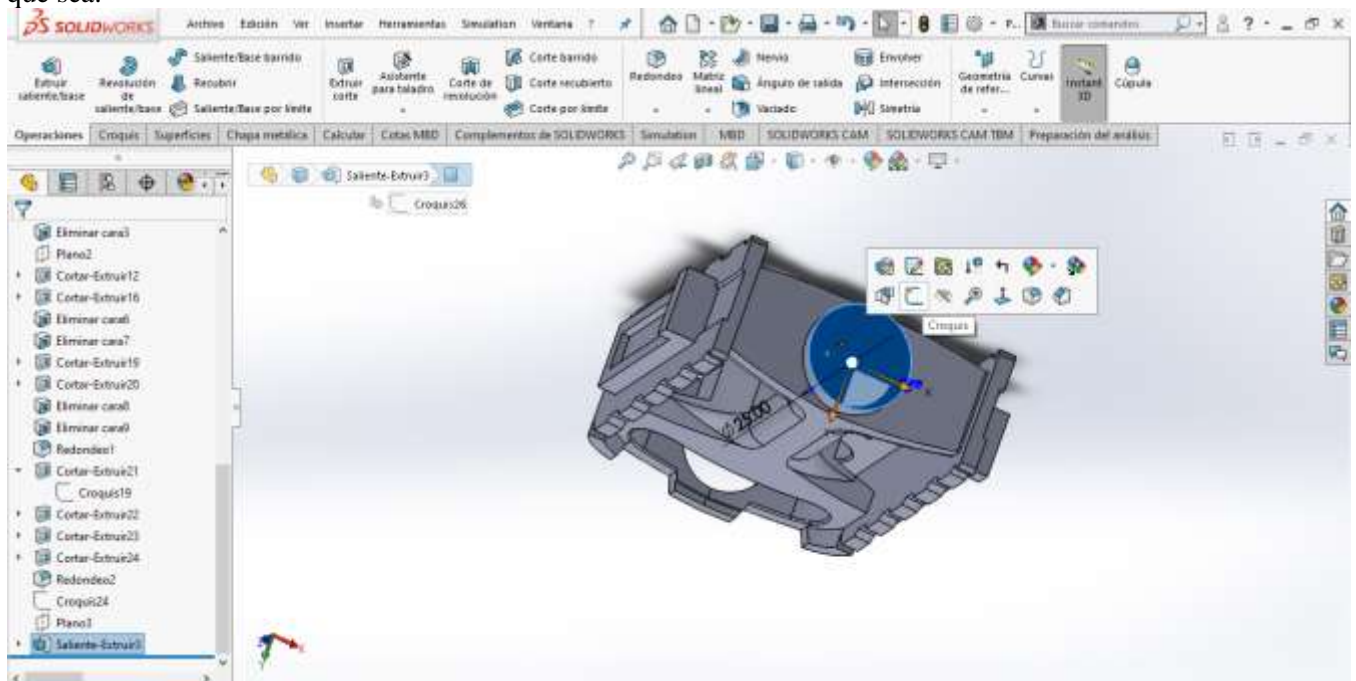 que sea.
SOLIDWORKS
Archivo Edición Ver Insertar Herramientas Simulation Ventana ?
P... Buscar comandos
Extruir saliente/base
Revolución de saliente/base
Saliente/Base barrido
Recubrir
Saliente/Base por límite
Extruir corte
Asistente para taladro
Corte de revolución
Corte barrido
Corte recubierto
Corte por límite
Redondeo
Matriz lineal
Nervio
Ángulo de salida
Vaciado
Envolver
Intersección
Simetría
Geometría de refer...
Curvas
Instant 3D
Cúpula
Operaciones Croquis Superficies Chapa metálica Calcular Cotas MBD Complementos de SOLIDWORKS Simulation MBD SOLIDWORKS CAM SOLIDWORKS CAM TBM Preparación del análisis
Saliente-Extruir3
Croquis26
Eliminar cara3
Plano2
Cortar-Extruir12
Cortar-Extruir16
Eliminar cara6
Eliminar cara7
Cortar-Extruir19
Cortar-Extruir20
Eliminar cara8
Eliminar cara9
Redondeo1
Cortar-Extruir21
Croquis19
Cortar-Extruir22
Cortar-Extruir23
Cortar-Extruir24
Redondeo2
Croquis24
Plano3
Saliente-Extruir3
Croquis